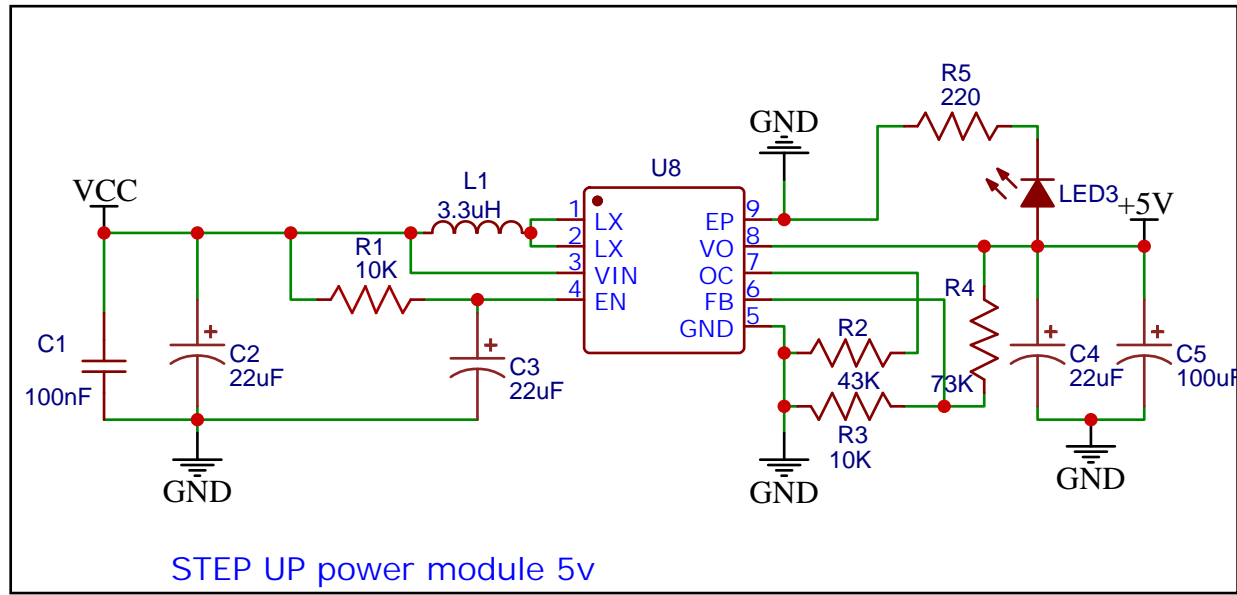 R5
220
GND
U8
LED3
+5V
VCC
L1
3.3uH
1
LX
2
LX
3
VIN
4
EN
EP
9
VO
8
OC
7
FB
6
GND
5
R1
10K
R4
73K
R2
43K
R3
10K
C1
100nF
C2
22uF
C3
22uF
C4
22uF
C5
100uF
GND
GND
GND
STEP UP power module 5v